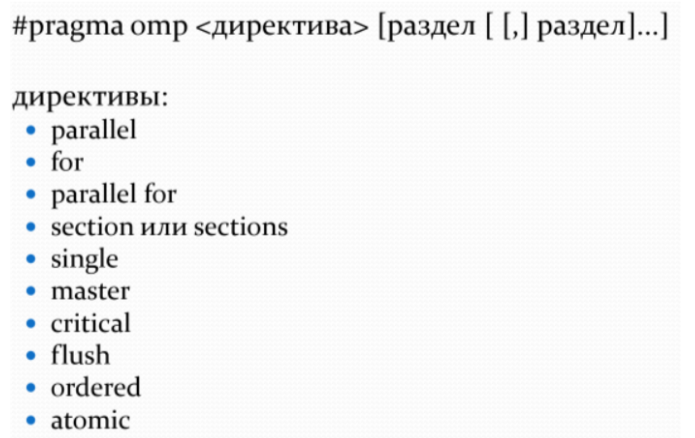 #pragma omp <директива> [раздел [ [,] раздел]...]
директивы:
• parallel
• for
• parallel for
• section или sections
• single
• master
• critical
• flush
• ordered
• atomic